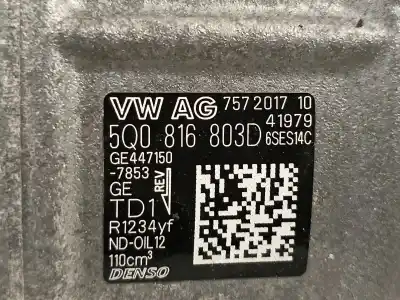 VW AG 757 2017 10
41979
5Q0 816 803D 6SES14C
GE447150
-7853
GE
REV
TD1
R1234yf
ND-OIL12
110cm³
DENSO